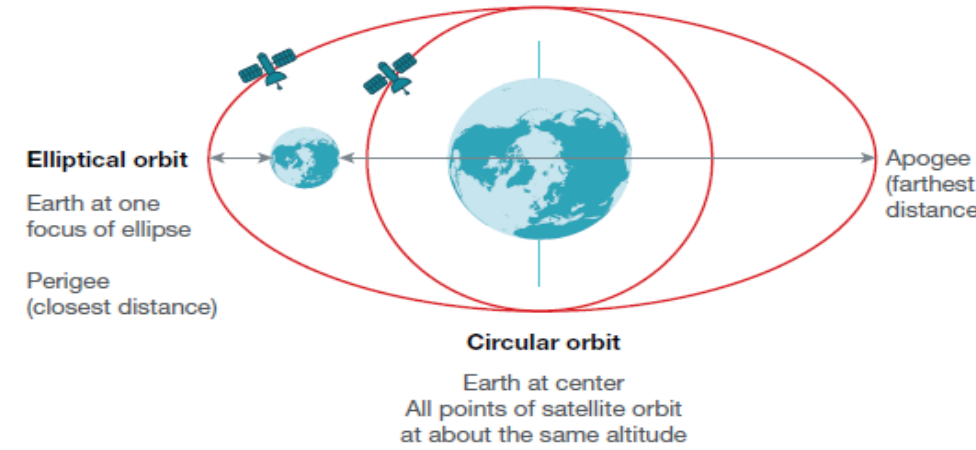 Elliptical orbit
Earth at one
focus of ellipse
Perigee
(closest distance)
Apogee
(farthest
distance
Circular orbit
Earth at center
All points of satellite orbit
at about the same altitude